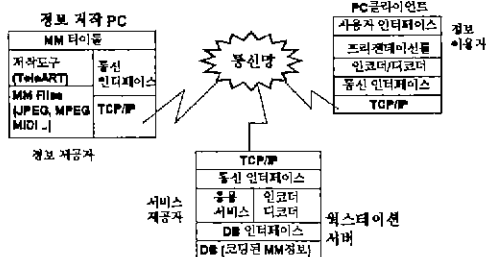 정보 저작 PC
MM 타이틀
저작도구
(TeleART)
통신
인터페이스
MM Files
(JPEG, MPEG
MIDI ..)
TCP/IP
정보 제공자
통신망
PC클라이언트
사용자 인터페이스
프리젠테이션툴
인코더/디코더
통신 인터페이스
TCP/IP
정보
이용자
TCP/IP
통신 인터페이스
응용
서비스
인코더
디코더
DB 인터페이스
DB (코딩된 MM정보)
서비스
제공자
워크스테이션
서버